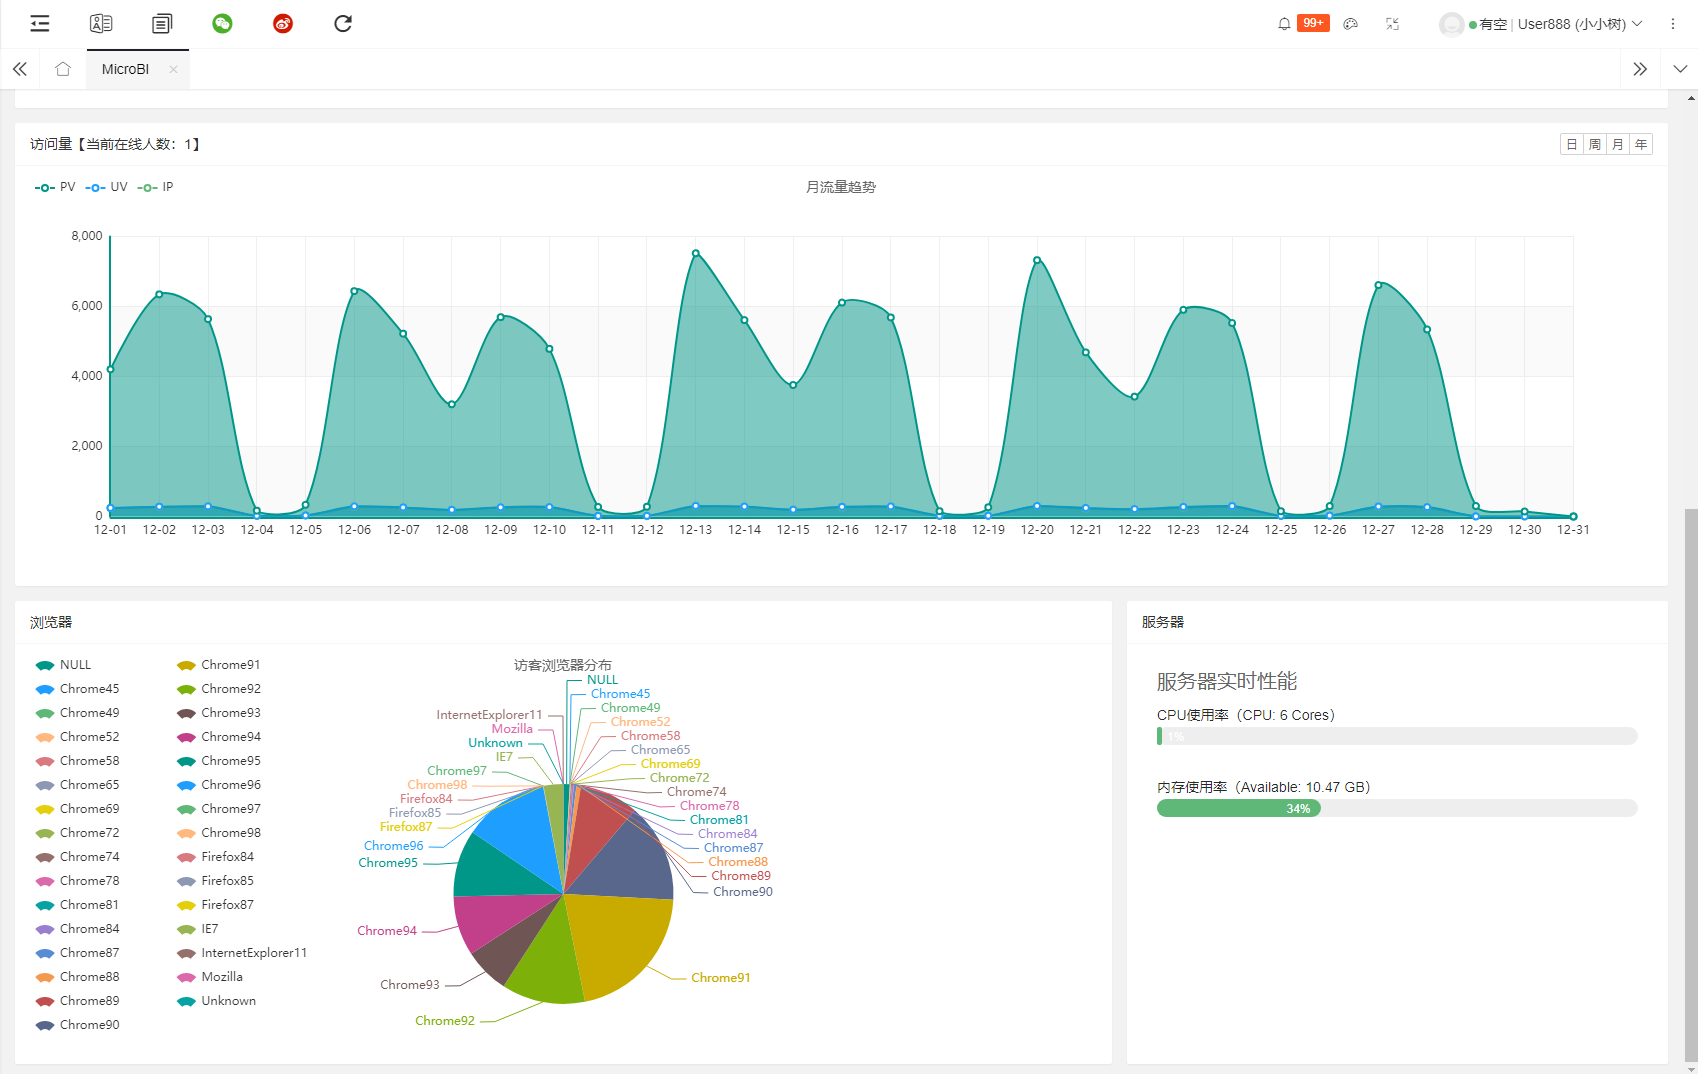 99+
有空 | User888 (小小树)
MicroBI
访问量【当前在线人数：1】
日 周 月 年
PV UV IP
月流量趋势
8,000
6,000
4,000
2,000
0
12-01 12-02 12-03 12-04 12-05 12-06 12-07 12-08 12-09 12-10 12-11 12-12 12-13 12-14 12-15 12-16 12-17 12-18 12-19 12-20 12-21 12-22 12-23 12-24 12-25 12-26 12-27 12-28 12-29 12-30 12-31
浏览器
NULL
Chrome45
Chrome49
Chrome52
Chrome58
Chrome65
Chrome69
Chrome72
Chrome74
Chrome78
Chrome81
Chrome84
Chrome87
Chrome88
Chrome89
Chrome90
Chrome91
Chrome92
Chrome93
Chrome94
Chrome95
Chrome96
Chrome97
Chrome98
Firefox84
Firefox85
Firefox87
IE7
InternetExplorer11
Mozilla
Unknown
访客浏览器分布
NULL
Chrome45
Chrome49
Chrome52
Chrome58
Chrome65
Chrome69
Chrome72
Chrome74
Chrome78
Chrome81
Chrome84
Chrome87
Chrome88
Chrome89
Chrome90
Chrome91
Chrome92
Chrome93
Chrome94
Chrome95
Chrome96
Firefox87
Firefox85
Firefox84
Chrome98
Chrome97
IE7
Unknown
Mozilla
InternetExplorer11
服务器
服务器实时性能
CPU使用率（CPU: 6 Cores）
1%
内存使用率（Available: 10.47 GB）
34%